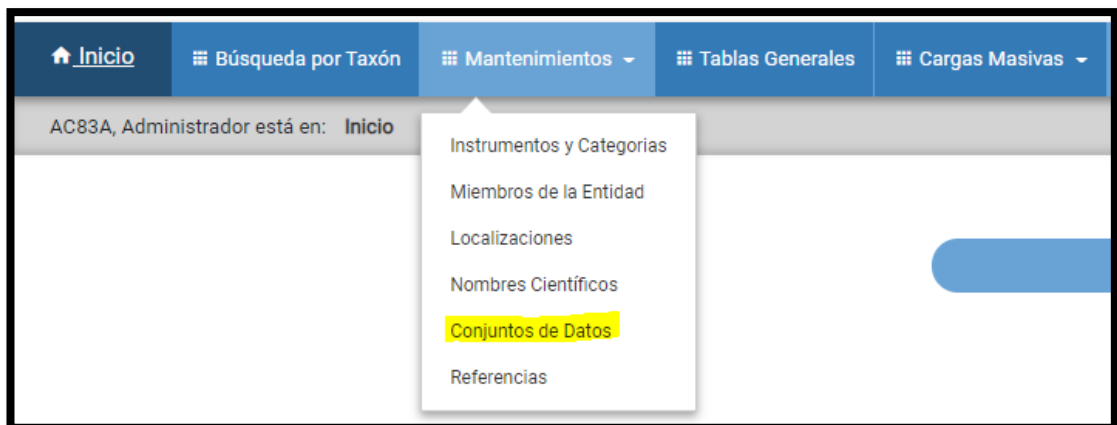 Inicio Búsqueda por Taxón Mantenimientos Tablas Generales Cargas Masivas
AC83A, Administrador está en: Inicio
Instrumentos y Categorias
Miembros de la Entidad
Localizaciones
Nombres Científicos
Conjuntos de Datos
Referencias